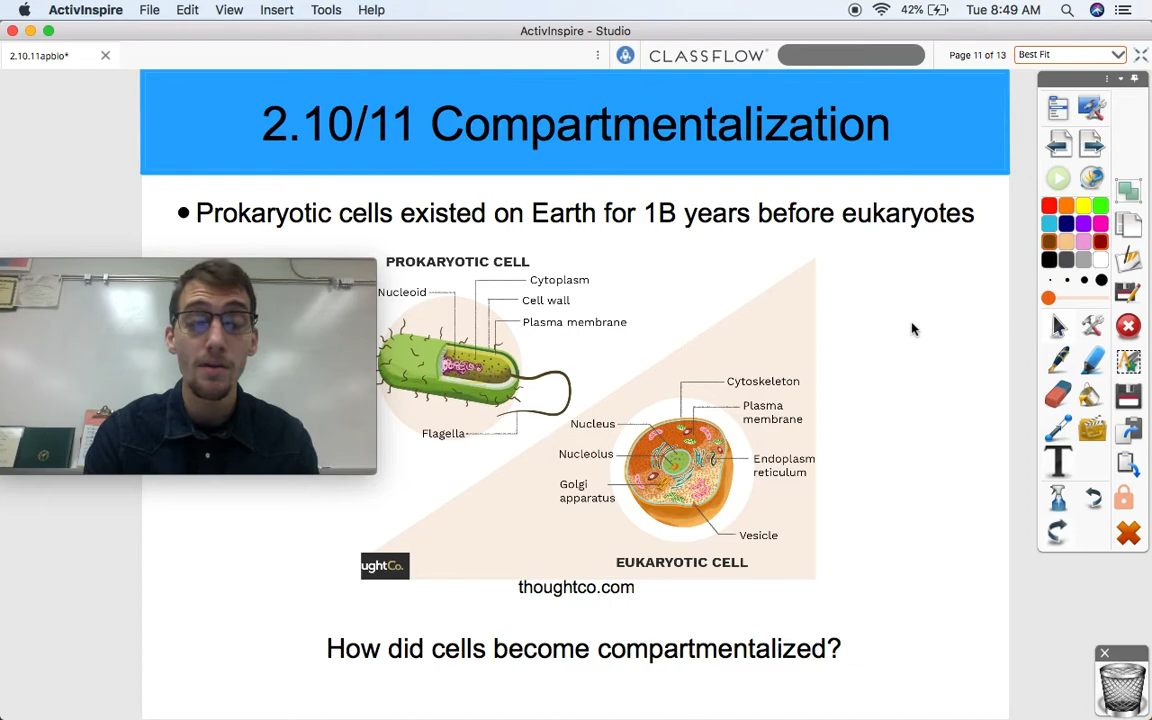 ActivInspire File Edit View Insert Tools Help 42% Tue 8:49 AM
ActivInspire - Studio
2.10.11apbio* CLASSFLOW Page 11 of 13 Best Fit
2.10/11 Compartmentalization
• Prokaryotic cells existed on Earth for 1B years before eukaryotes
PROKARYOTIC CELL
Cytoplasm
Nucleoid
Cell wall
Plasma membrane
Flagella
Cytoskeleton
Plasma
membrane
Nucleus
Nucleolus
Endoplasm
reticulum
Golgi
apparatus
Vesicle
EUKARYOTIC CELL
ughtCo.
thoughtco.com
How did cells become compartmentalized?